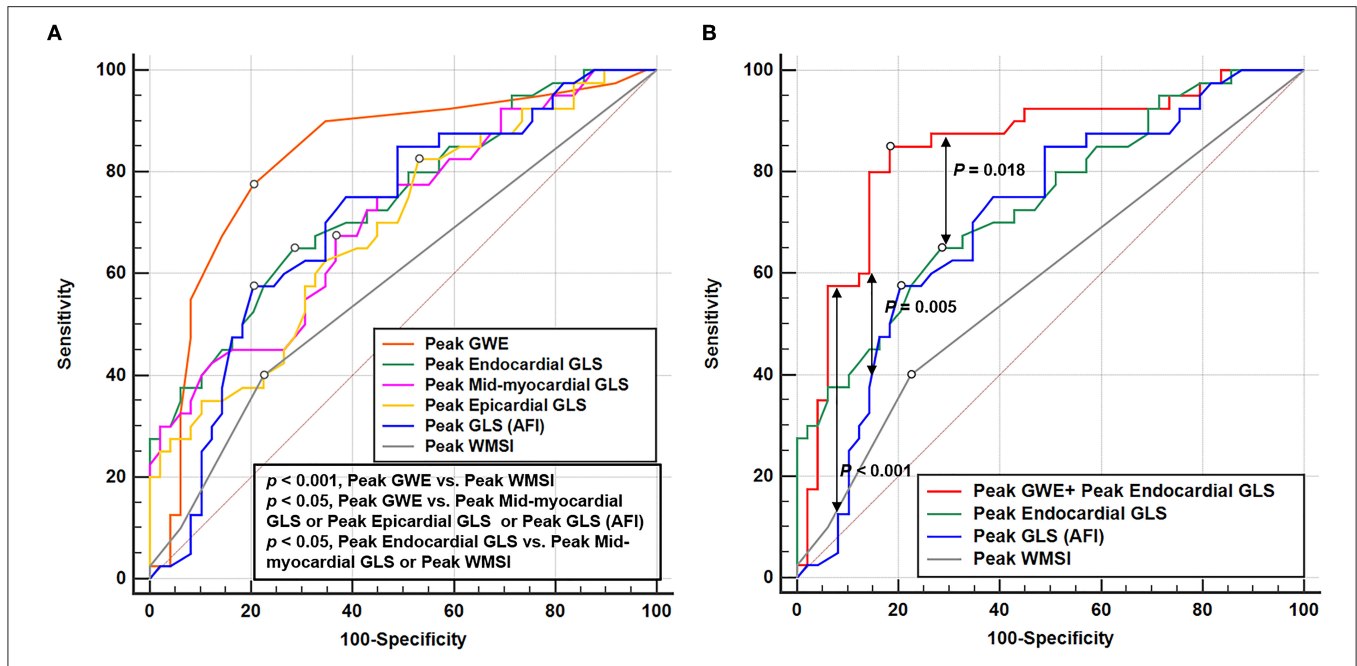 A
100
80
60
40
20
0
Sensitivity
0 20 40 60 80 100
100-Specificity
Peak GWE
Peak Endocardial GLS
Peak Mid-myocardial GLS
Peak Epicardial GLS
Peak GLS (AFI)
Peak WMSI
p < 0.001, Peak GWE vs. Peak WMSI
p < 0.05, Peak GWE vs. Peak Mid-myocardial
GLS or Peak Epicardial GLS or Peak GLS (AFI)
p < 0.05, Peak Endocardial GLS vs. Peak Mid-
myocardial GLS or Peak WMSI
B
100
80
60
40
20
0
Sensitivity
0 20 40 60 80 100
100-Specificity
P = 0.018
P = 0.005
P < 0.001
Peak GWE+ Peak Endocardial GLS
Peak Endocardial GLS
Peak GLS (AFI)
Peak WMSI